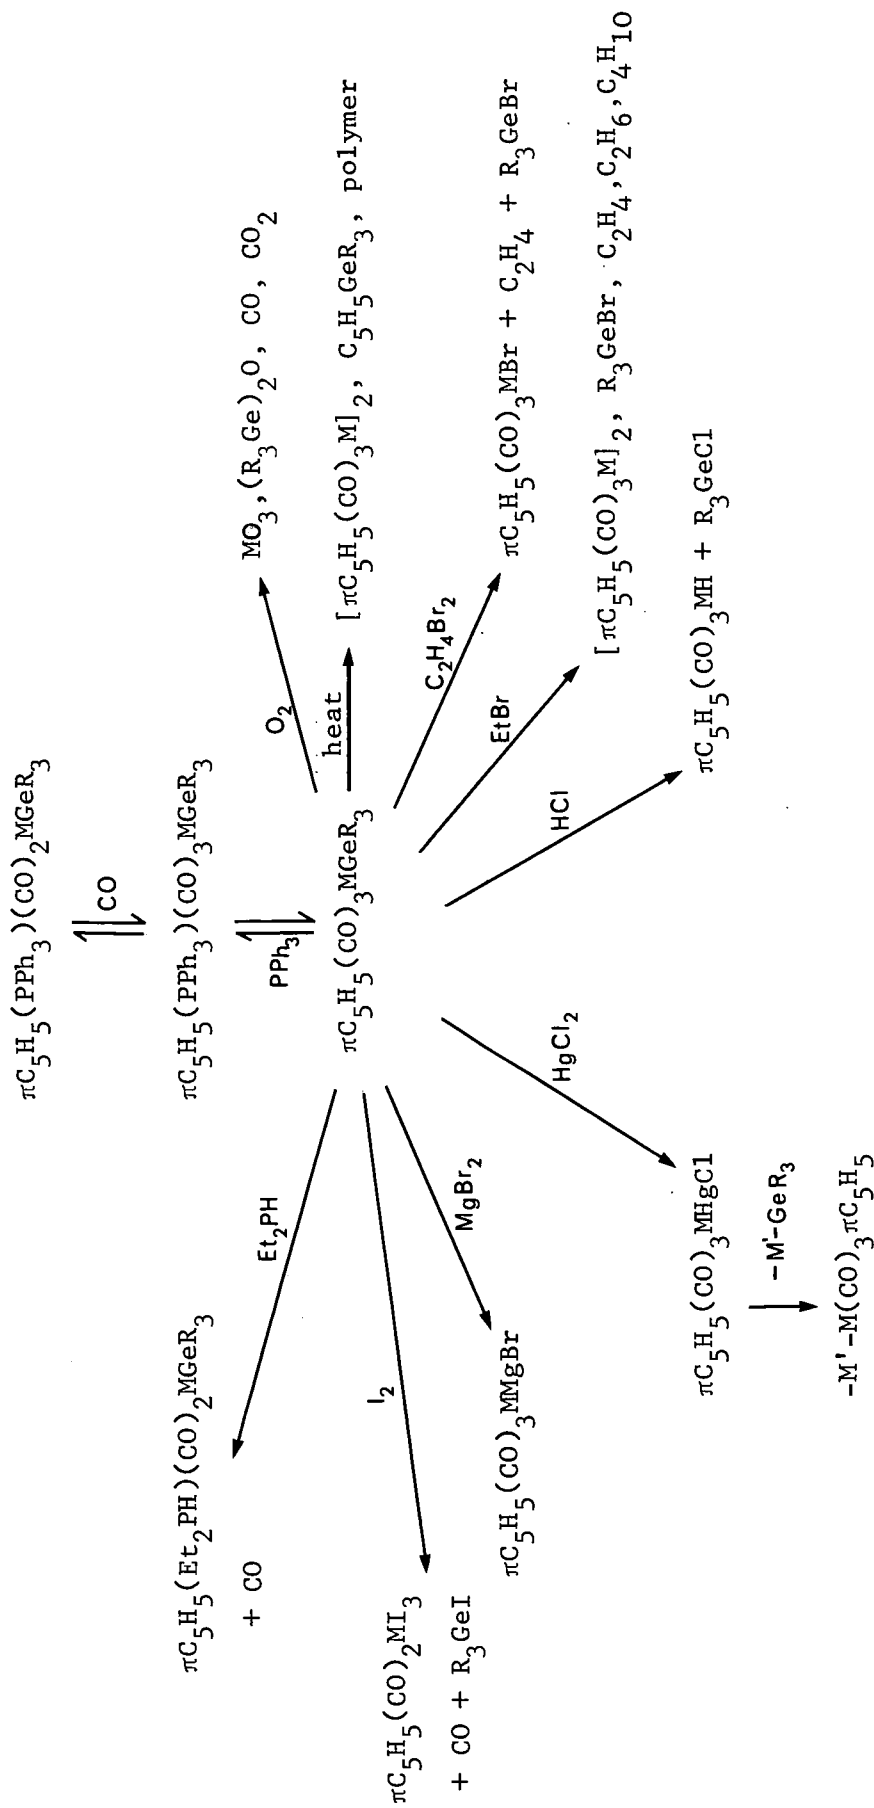 πC₅H₅(PPh₃)(CO)₂MGeR₃
CO
πC₅H₅(PPh₃)(CO)₃MGeR₃
PPh₃
πC₅H₅(CO)₃MGeR₃
O₂
MO₃,(R₃Ge)₂O, CO, CO₂
heat
[πC₅H₅(CO)₃M]₂, C₅H₅GeR₃, polymer
C₂H₄Br₂
πC₅H₅(CO)₃MBr + C₂H₄ + R₃GeBr
EtBr
[πC₅H₅(CO)₃M]₂, R₃GeBr, C₂H₄,C₂H₆,C₄H₁₀
HCl
πC₅H₅(CO)₃MH + R₃GeCl
HgCl₂
πC₅H₅(CO)₃MHgCl
-M'-GeR₃
-M'-M(CO)₃πC₅H₅
MgBr₂
πC₅H₅(CO)₃MMgBr
I₂
πC₅H₅(CO)₂MI₃
+ CO + R₃GeI
Et₂PH
πC₅H₅(Et₂PH)(CO)₂MGeR₃
+ CO